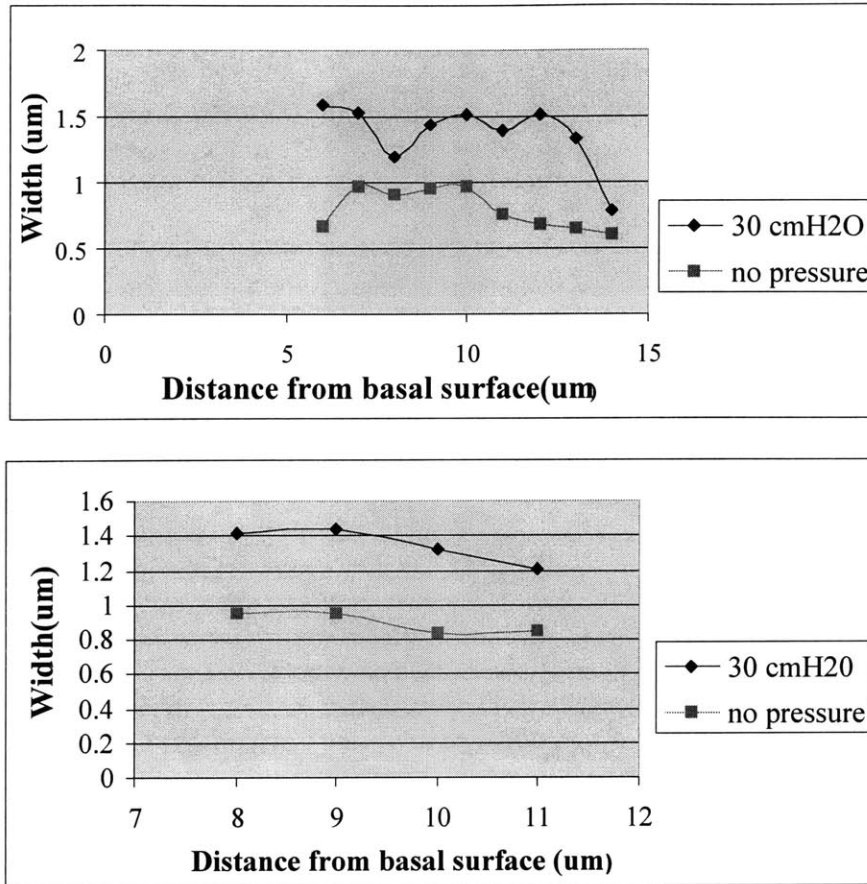 2
1.5
1
0.5
0
0 5 10 15
Width (um)
Distance from basal surface(um)
30 cmH2O
no pressure
1.6
1.4
1.2
1
0.8
0.6
0.4
0.2
0
7 8 9 10 11 12
Width(um)
Distance from basal surface (um)
30 cmH20
no pressure